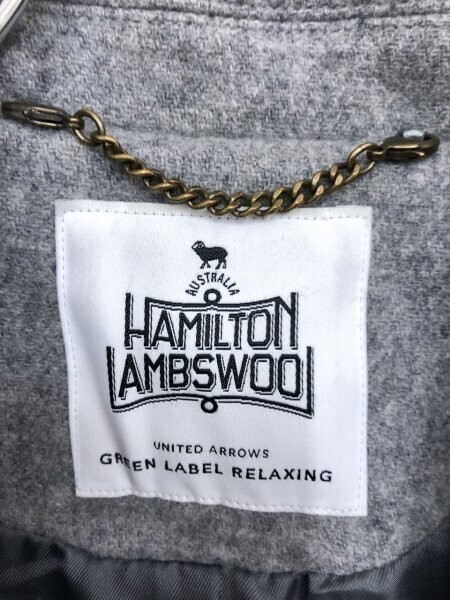 AUSTRALIA
HAMILTON
LAMBSWOOL
UNITED ARROWS
GREEN LABEL RELAXING